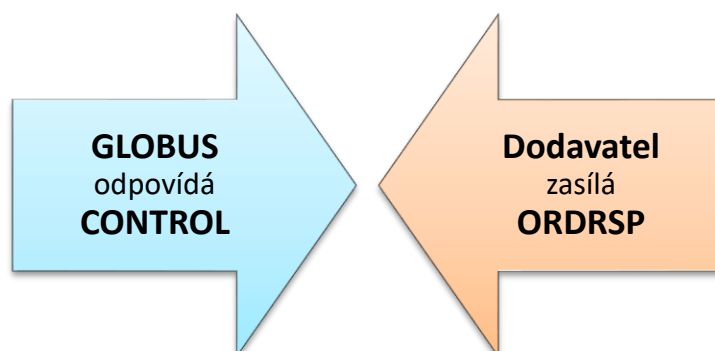 GLOBUS
odpovídá
CONTROL
Dodavatel
zasílá
ORDRSP